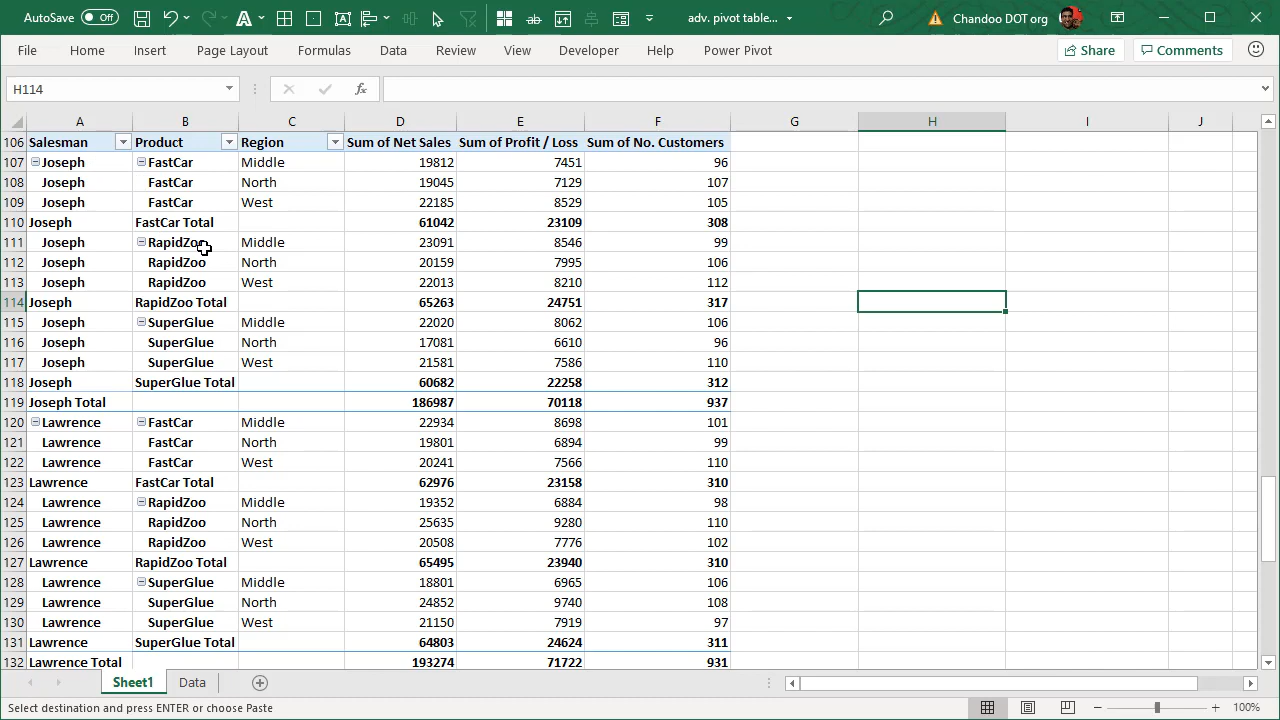 AutoSave Off adv. pivot table... Chandoo DOT org
File Home Insert Page Layout Formulas Data Review View Developer Help Power Pivot Share Comments
H114 fx
A B C D E F G H I J
106 Salesman Product Region Sum of Net Sales Sum of Profit / Loss Sum of No. Customers
107 Joseph FastCar Middle 19812 7451 96
108 Joseph FastCar North 19045 7129 107
109 Joseph FastCar West 22185 8529 105
110 Joseph FastCar Total 61042 23109 308
111 Joseph RapidZoo Middle 23091 8546 99
112 Joseph RapidZoo North 20159 7995 106
113 Joseph RapidZoo West 22013 8210 112
114 Joseph RapidZoo Total 65263 24751 317
115 Joseph SuperGlue Middle 22020 8062 106
116 Joseph SuperGlue North 17081 6610 96
117 Joseph SuperGlue West 21581 7586 110
118 Joseph SuperGlue Total 60682 22258 312
119 Joseph Total 186987 70118 937
120 Lawrence FastCar Middle 22934 8698 101
121 Lawrence FastCar North 19801 6894 99
122 Lawrence FastCar West 20241 7566 110
123 Lawrence FastCar Total 62976 23158 310
124 Lawrence RapidZoo Middle 19352 6884 98
125 Lawrence RapidZoo North 25635 9280 110
126 Lawrence RapidZoo West 20508 7776 102
127 Lawrence RapidZoo Total 65495 23940 310
128 Lawrence SuperGlue Middle 18801 6965 106
129 Lawrence SuperGlue North 24852 9740 108
130 Lawrence SuperGlue West 21150 7919 97
131 Lawrence SuperGlue Total 64803 24624 311
132 Lawrence Total 193274 71722 931
Sheet1 Data
Select destination and press ENTER or choose Paste 100%